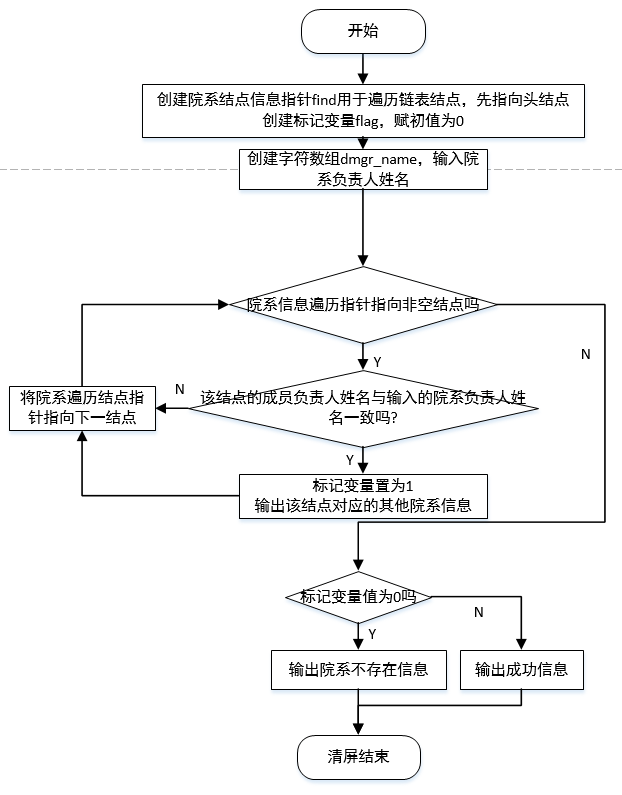 开始
创建院系结点信息指针find用于遍历链表结点，先指向头结点
创建标记变量flag，赋初值为0
创建字符数组dmgr_name，输入院
系负责人姓名
院系信息遍历指针指向非空结点吗
N
Y
将院系遍历结点指
针指向下一结点
N
该结点的成员负责人姓名与输入的院系负责人姓
名一致吗?
Y
标记变量置为1
输出该结点对应的其他院系信息
标记变量值为0吗
N
Y
输出院系不存在信息
输出成功信息
清屏结束